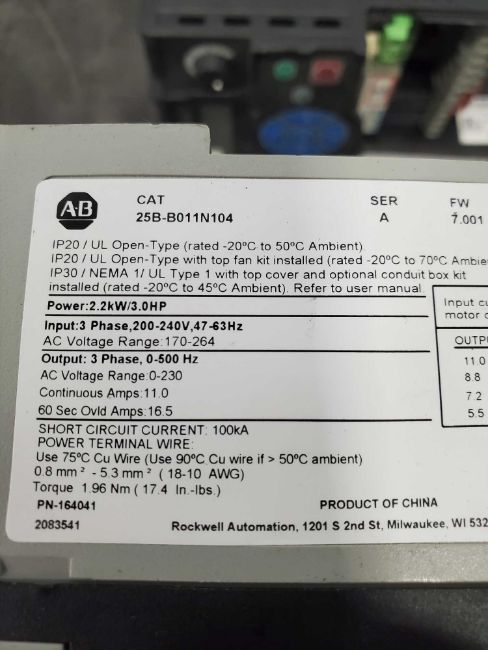 A-B
CAT
SER
FW
25B-B011N104
A
7.001
IP20 / UL Open-Type (rated -20ºC to 50ºC Ambient).
IP20 / UL Open-Type with top fan kit installed (rated -20ºC to 70ºC
IP30 / NEMA 1/ UL Type 1 with top cover and optional conduit box kit
installed (rated -20ºC to 45ºC Ambient). Refer to user manual.
Power:2.2kW/3.0HP
Input:3 Phase,200-240V,47-63Hz
AC Voltage Range:170-264
Output: 3 Phase, 0-500 Hz
AC Voltage Range:0-230
Continuous Amps:11.0
60 Sec Ovld Amps:16.5
Input
motor
11.0
8.8
7.2
5.5
SHORT CIRCUIT CURRENT: 100kA
POWER TERMINAL WIRE:
Use 75ºC Cu Wire (Use 90ºC Cu wire if > 50ºC ambient)
0.8 mm² - 5.3 mm² (18-10 AWG)
Torque 1.96 Nm (17.4 In.-lbs.)
PN-164041
PRODUCT OF CHINA
2083541
Rockwell Automation, 1201 S 2nd St, Milwaukee, WI